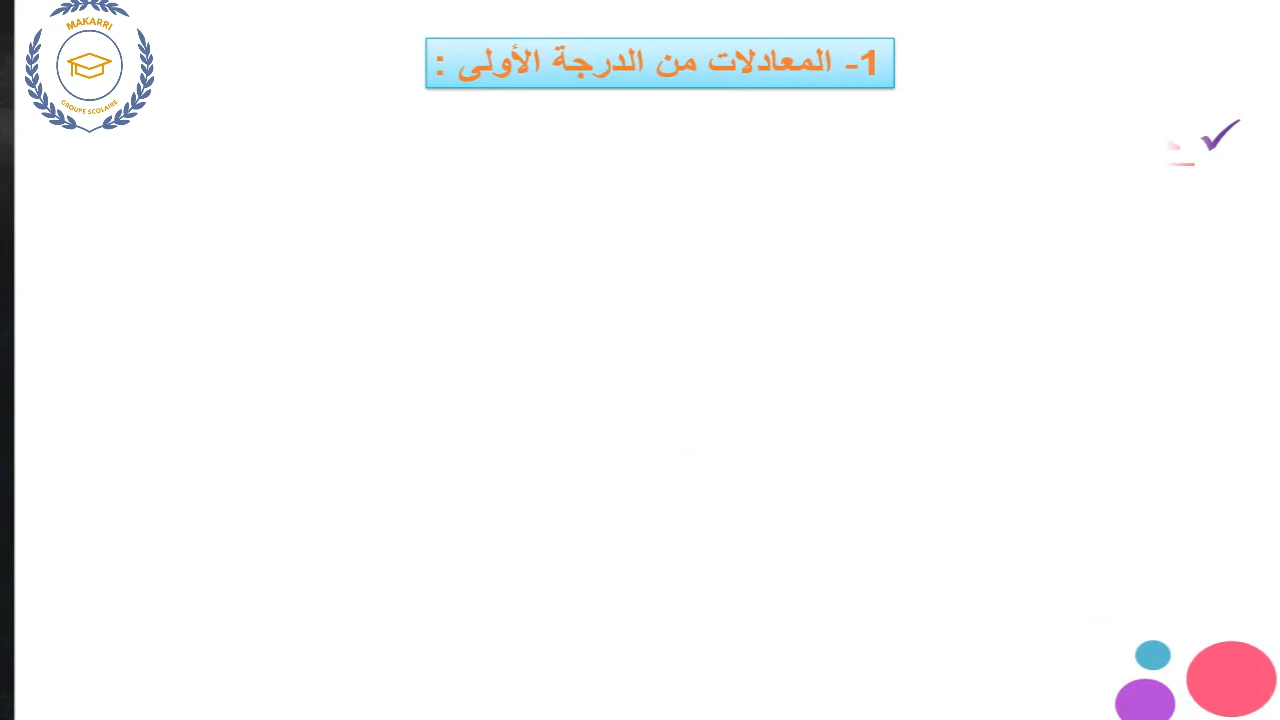 MAKARRI
GROUPE SCOLAIRE
1- المعادلات من الدرجة الأولى :